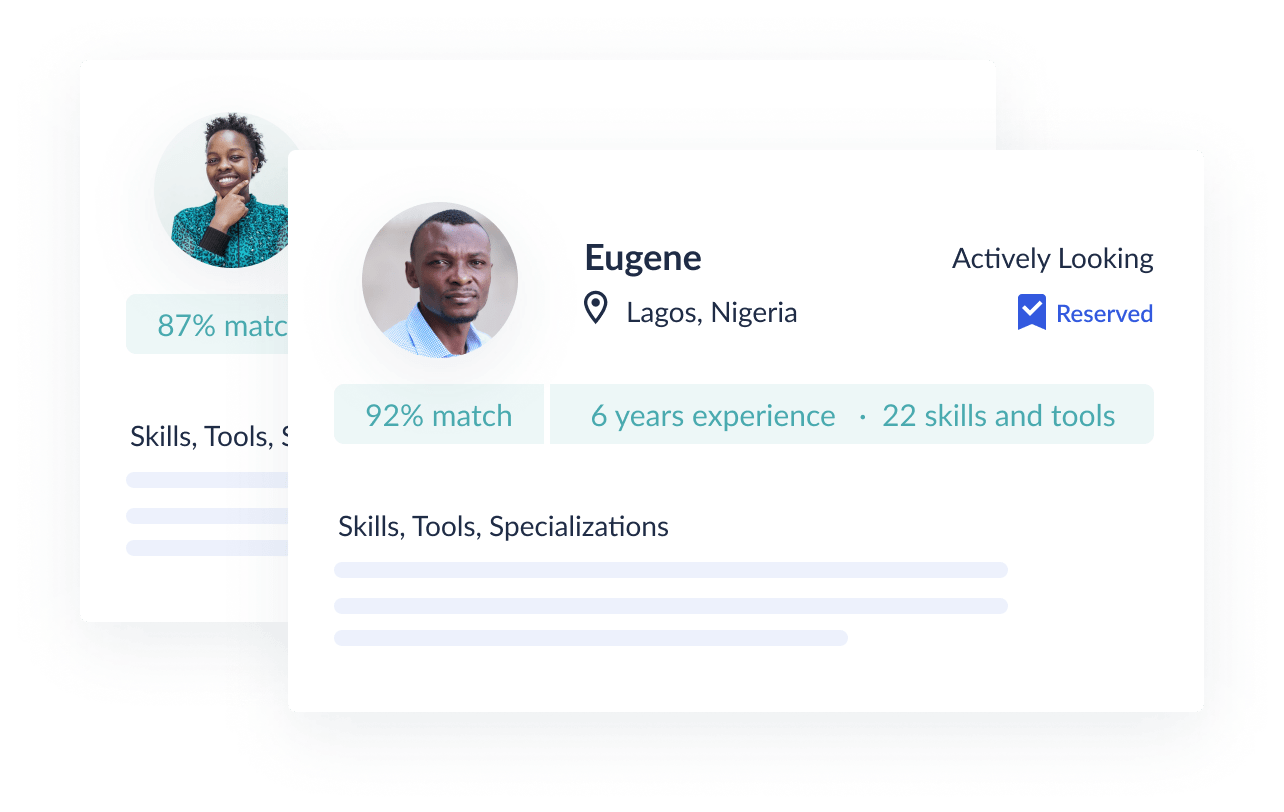 87% matc
Skills, Tools, S
Eugene
Actively Looking
Lagos, Nigeria
Reserved
92% match
6 years experience · 22 skills and tools
Skills, Tools, Specializations